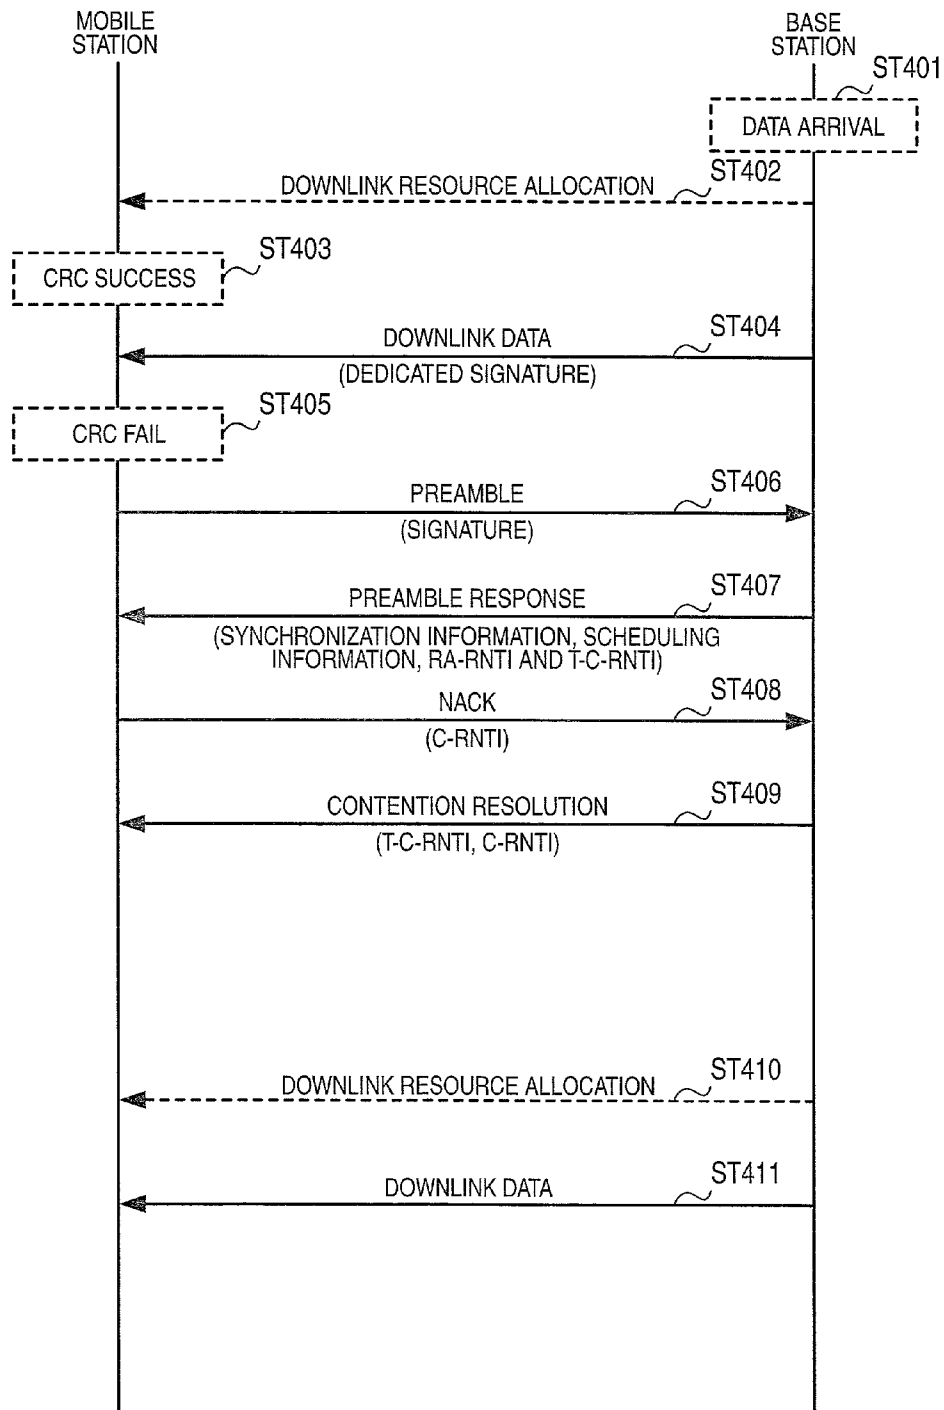 MOBILE
STATION
BASE
STATION
ST401
DATA ARRIVAL
ST402
DOWNLINK RESOURCE ALLOCATION
ST403
CRC SUCCESS
ST404
DOWNLINK DATA
(DEDICATED SIGNATURE)
ST405
CRC FAIL
ST406
PREAMBLE
(SIGNATURE)
ST407
PREAMBLE RESPONSE
(SYNCHRONIZATION INFORMATION, SCHEDULING
INFORMATION, RA-RNTI AND T-C-RNTI)
ST408
NACK
(C-RNTI)
ST409
CONTENTION RESOLUTION
(T-C-RNTI, C-RNTI)
ST410
DOWNLINK RESOURCE ALLOCATION
ST411
DOWNLINK DATA